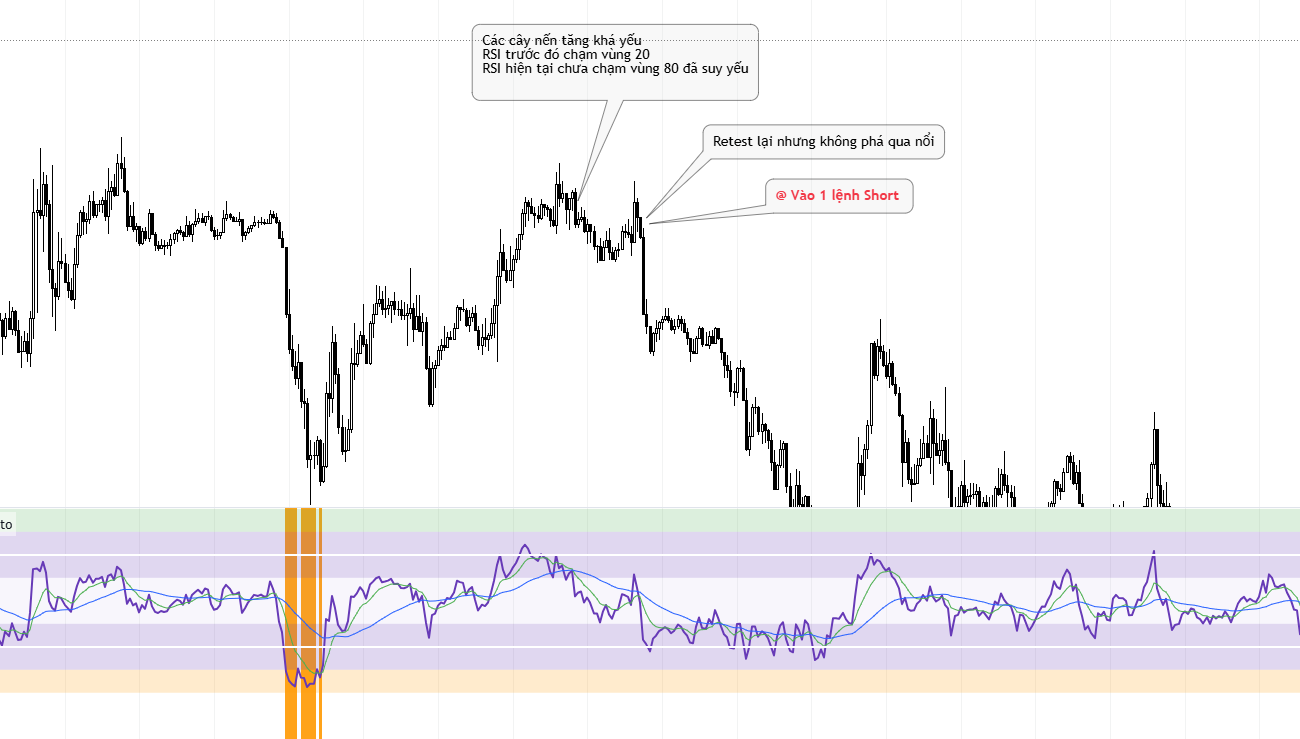 Các cây nến tăng khá yếu
RSI trước đó chạm vùng 20
RSI hiện tại chưa chạm vùng 80 đã suy yếu
Retest lại nhưng không phá qua nổi
@ Vào 1 lệnh Short
to